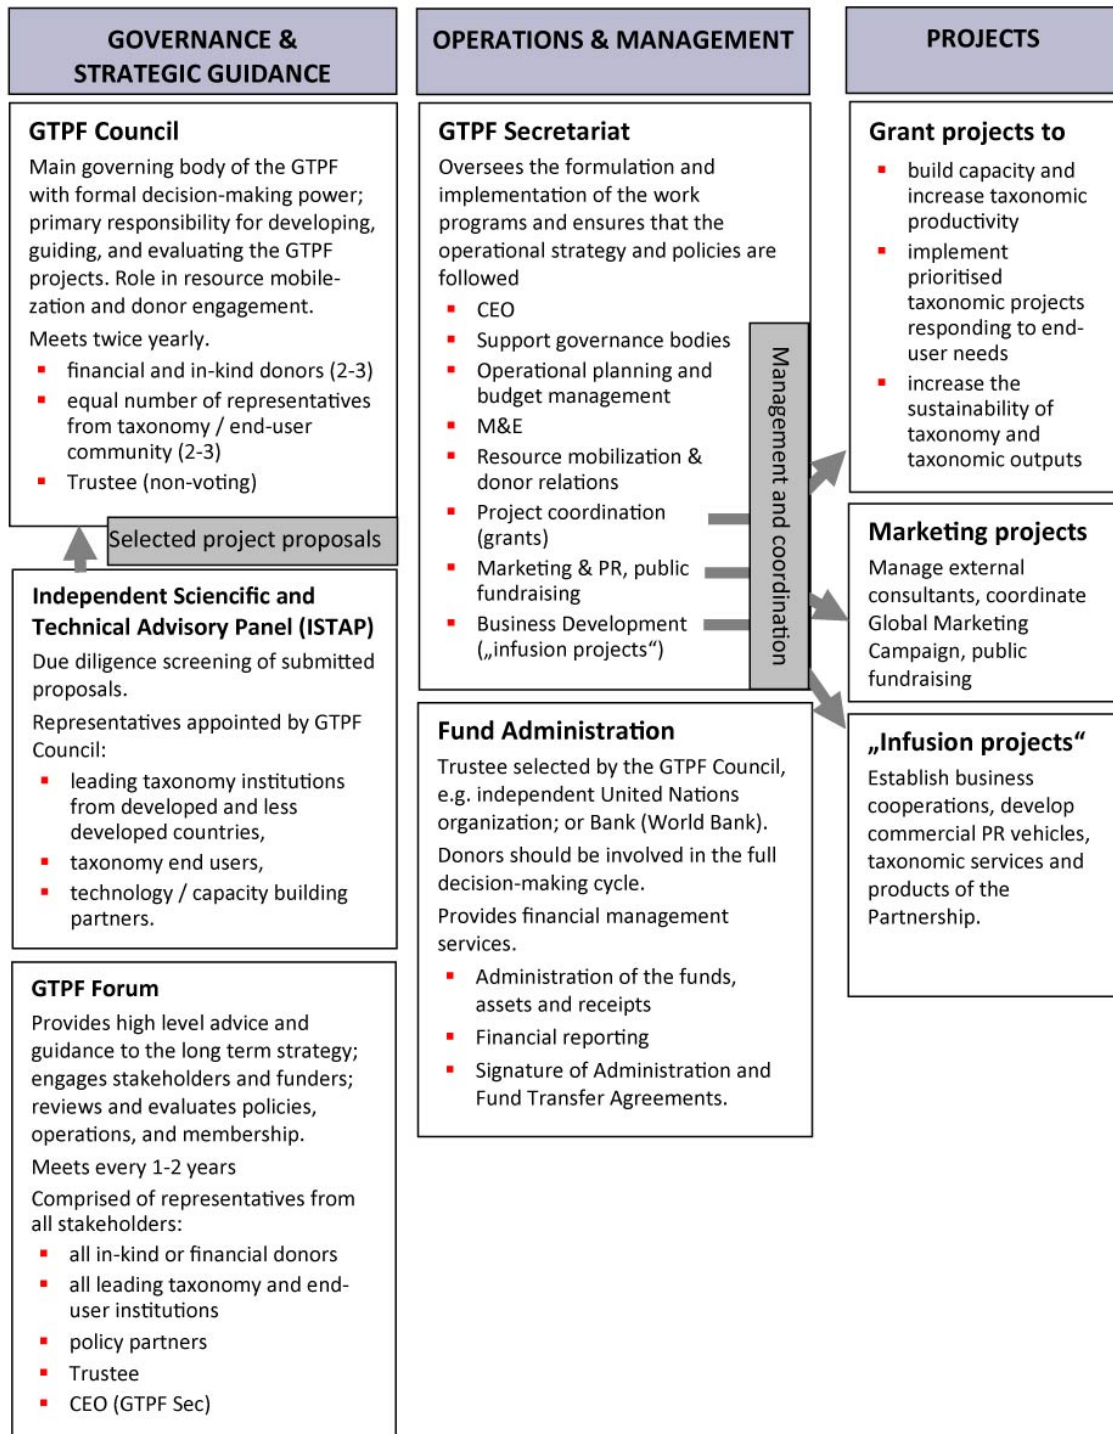 GOVERNANCE &
STRATEGIC GUIDANCE
GTPF Council
Main governing body of the GTPF
with formal decision-making power;
primary responsibility for developing,
guiding, and evaluating the GTPF
projects. Role in resource mobile-
zation and donor engagement.
Meets twice yearly.
▪ financial and in-kind donors (2-3)
▪ equal number of representatives
from taxonomy / end-user
community (2-3)
▪ Trustee (non-voting)
Selected project proposals
Independent Scientific and
Technical Advisory Panel (ISTAP)
Due diligence screening of submitted
proposals.
Representatives appointed by GTPF
Council:
▪ leading taxonomy institutions
from developed and less
developed countries,
▪ taxonomy end users,
▪ technology / capacity building
partners.
GTPF Forum
Provides high level advice and
guidance to the long term strategy;
engages stakeholders and funders;
reviews and evaluates policies,
operations, and membership.
Meets every 1-2 years
Comprised of representatives from
all stakeholders:
▪ all in-kind or financial donors
▪ all leading taxonomy and end-
user institutions
▪ policy partners
▪ Trustee
▪ CEO (GTPF Sec)
OPERATIONS & MANAGEMENT
GTPF Secretariat
Oversees the formulation and
implementation of the work
programs and ensures that the
operational strategy and policies are
followed
▪ CEO
▪ Support governance bodies
▪ Operational planning and
budget management
▪ M&E
▪ Resource mobilization &
donor relations
▪ Project coordination
(grants)
▪ Marketing & PR, public
fundraising
▪ Business Development
(„infusion projects“)
Management and coordination
Fund Administration
Trustee selected by the GTPF Council,
e.g. independent United Nations
organization; or Bank (World Bank).
Donors should be involved in the full
decision-making cycle.
Provides financial management
services.
▪ Administration of the funds,
assets and receipts
▪ Financial reporting
▪ Signature of Administration and
Fund Transfer Agreements.
PROJECTS
Grant projects to
▪ build capacity and
increase taxonomic
productivity
▪ implement
prioritised
taxonomic projects
responding to end-
user needs
▪ increase the
sustainability of
taxonomy and
taxonomic outputs
Marketing projects
Manage external
consultants, coordinate
Global Marketing
Campaign, public
fundraising
„Infusion projects“
Establish business
cooperations, develop
commercial PR vehicles,
taxonomic services and
products of the
Partnership.